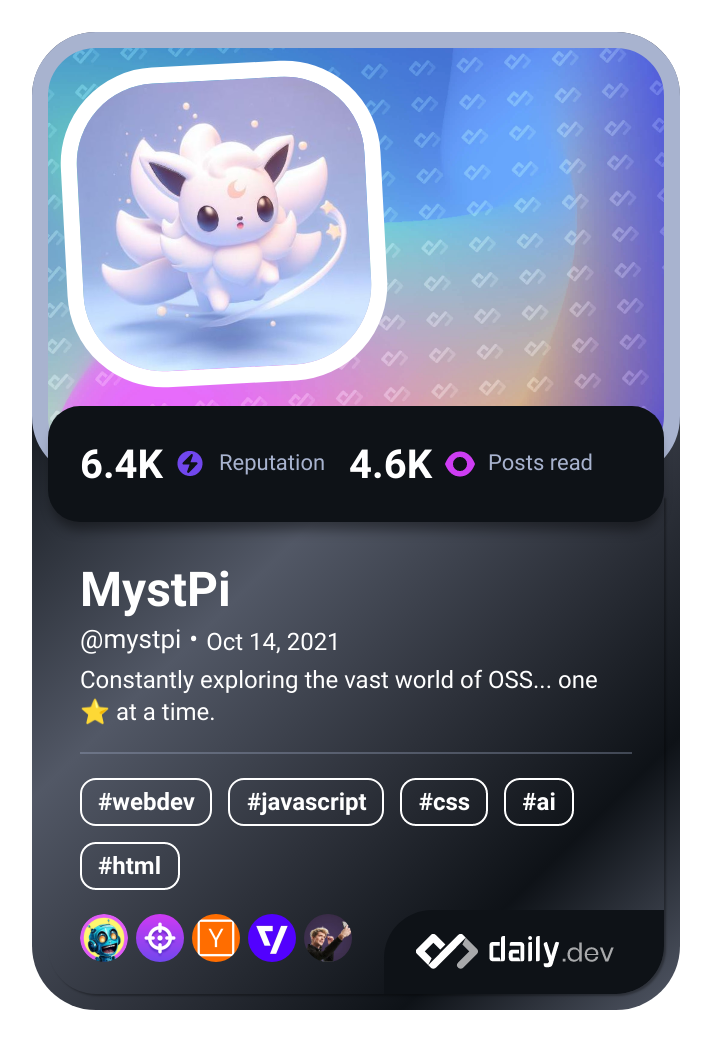 6.4K Reputation 4.6K Posts read
MystPi
@mystpi • Oct 14, 2021
Constantly exploring the vast world of OSS... one
⭐ at a time.
#webdev #javascript #css #ai
#html
Y
daily.dev